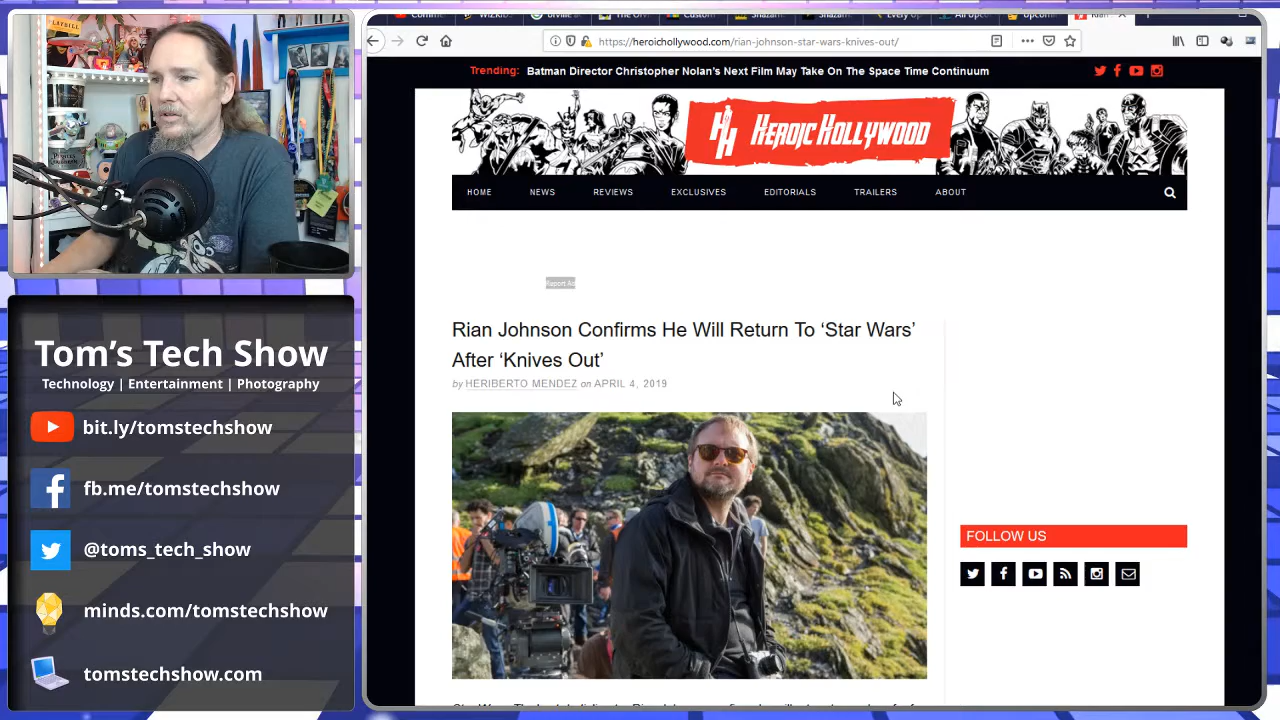 Tom's Tech Show
Technology | Entertainment | Photography
bit.ly/tomstechshow
fb.me/tomstechshow
@toms_tech_show
minds.com/tomstechshow
tomstechshow.com
https://heroichollywood.com/rian-johnson-star-wars-knives-out/
Trending: Batman Director Christopher Nolan's Next Film May Take On The Space Time Continuum
HH HEROIC HOLLYWOOD
HOME NEWS REVIEWS EXCLUSIVES EDITORIALS TRAILERS ABOUT
Report Ad
Rian Johnson Confirms He Will Return To ‘Star Wars’
After ‘Knives Out’
by HERIBERTO MENDEZ on APRIL 4, 2019
FOLLOW US